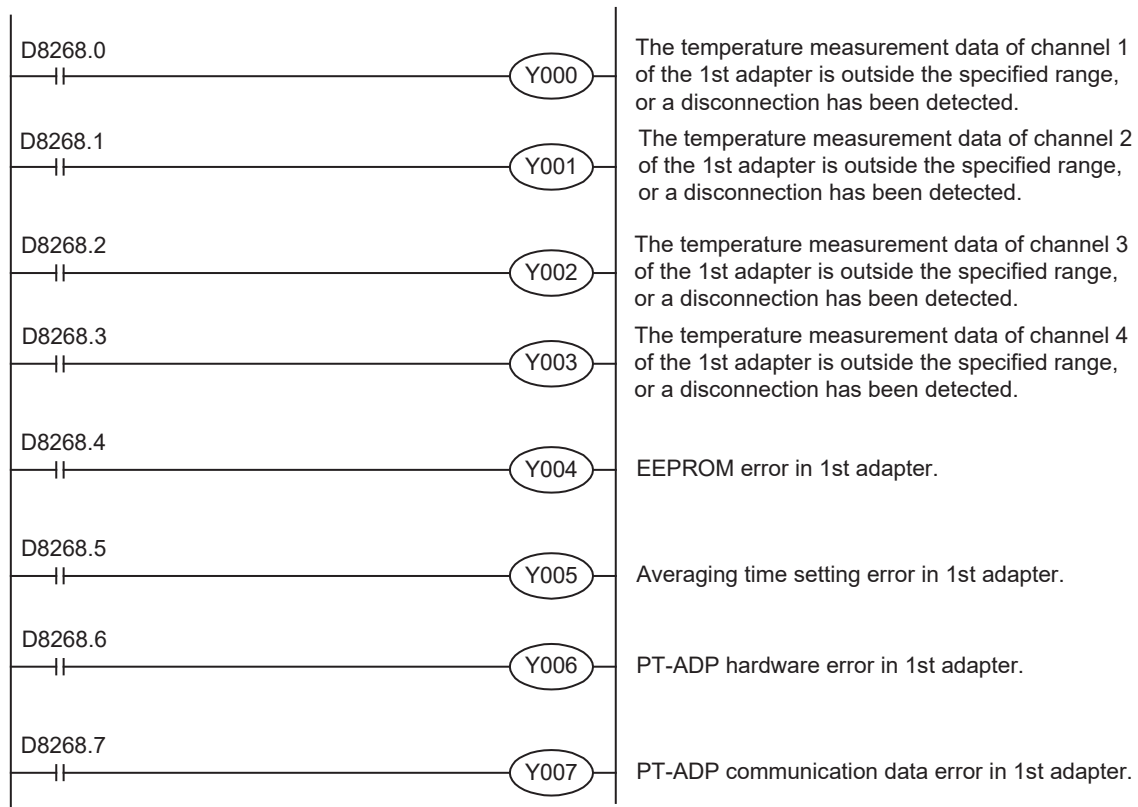 D8268.0
Y000
The temperature measurement data of channel 1
of the 1st adapter is outside the specified range,
or a disconnection has been detected.
D8268.1
Y001
The temperature measurement data of channel 2
of the 1st adapter is outside the specified range,
or a disconnection has been detected.
D8268.2
Y002
The temperature measurement data of channel 3
of the 1st adapter is outside the specified range,
or a disconnection has been detected.
D8268.3
Y003
The temperature measurement data of channel 4
of the 1st adapter is outside the specified range,
or a disconnection has been detected.
D8268.4
Y004
EEPROM error in 1st adapter.
D8268.5
Y005
Averaging time setting error in 1st adapter.
D8268.6
Y006
PT-ADP hardware error in 1st adapter.
D8268.7
Y007
PT-ADP communication data error in 1st adapter.